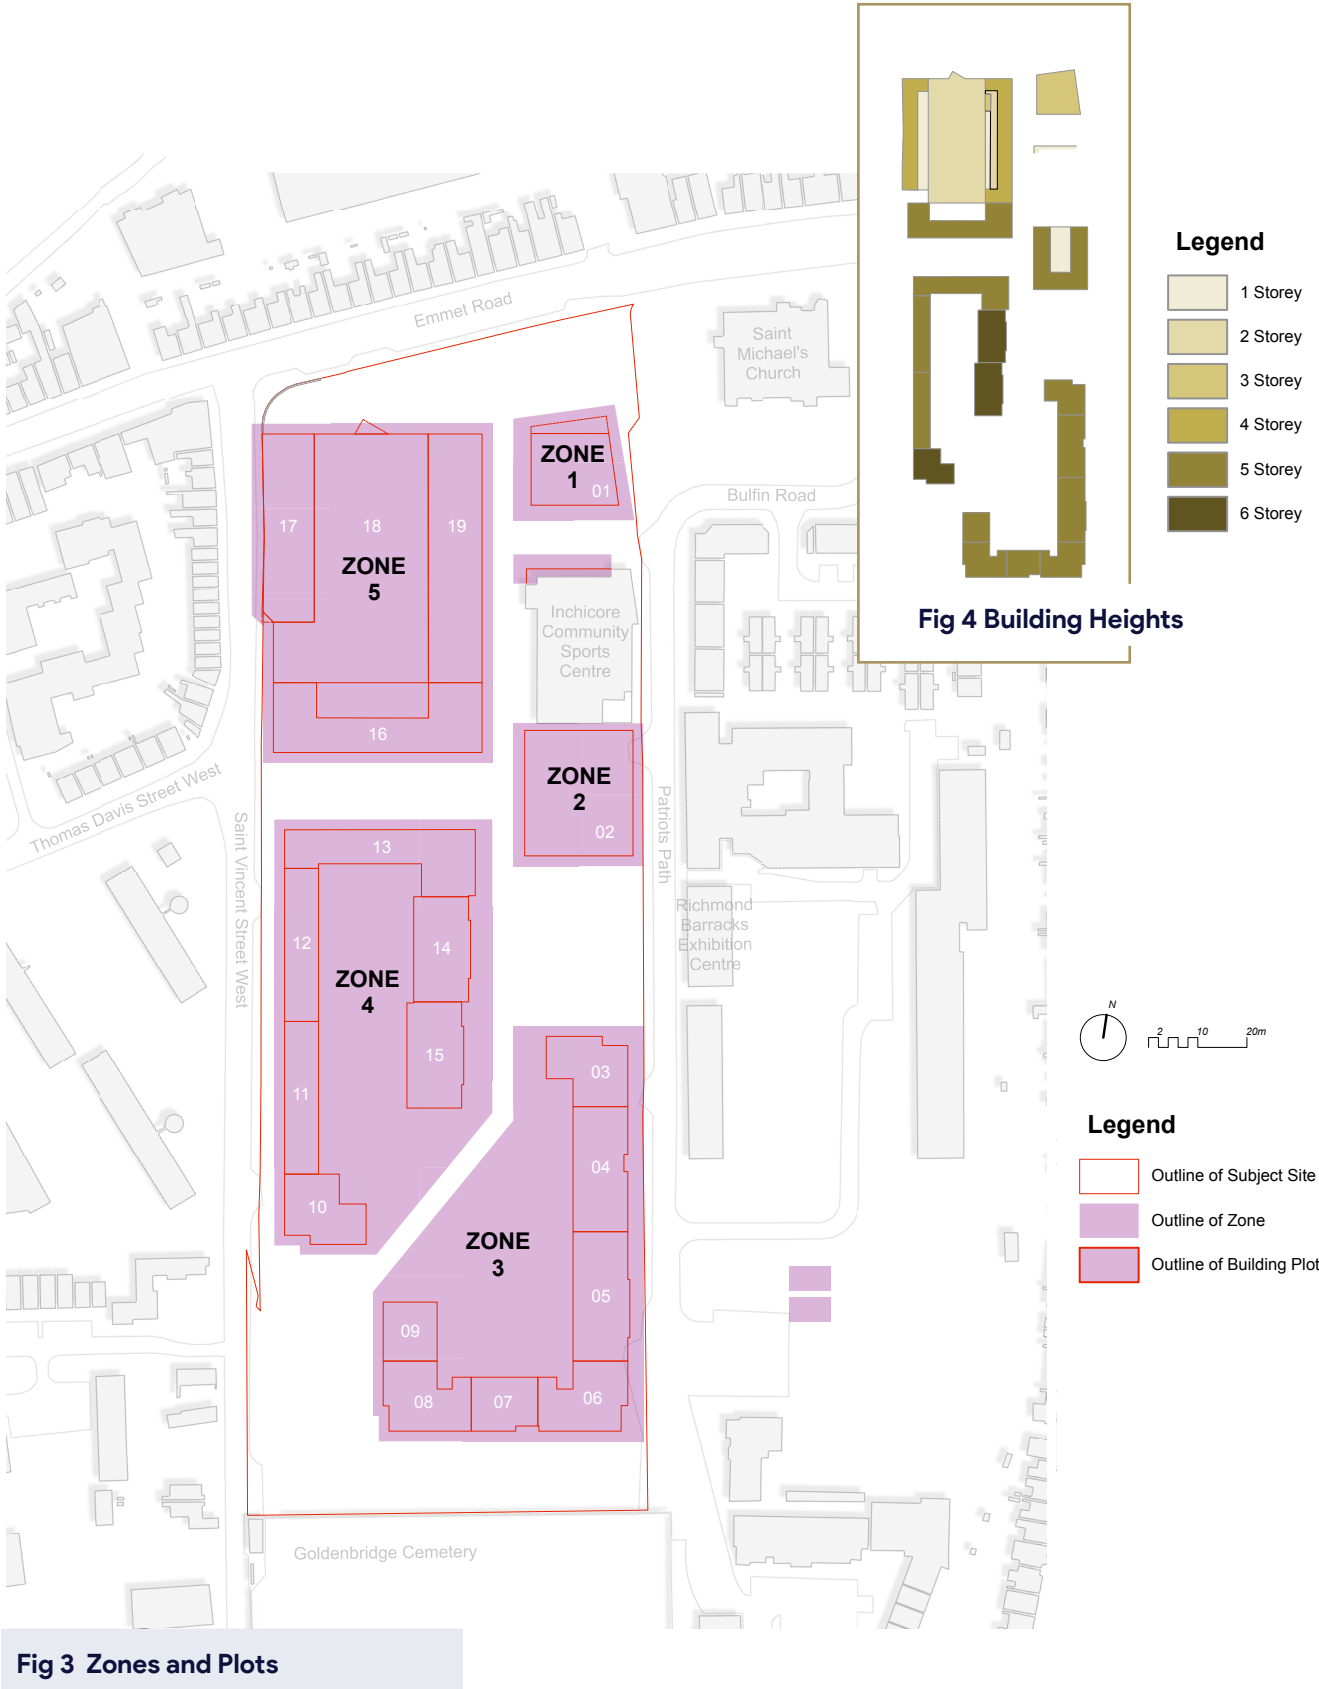 Legend
1 Storey
2 Storey
3 Storey
4 Storey
5 Storey
6 Storey
Fig 4 Building Heights
Emmet Road
Saint
Michael's
Church
ZONE
1
01
Bulfin Road
17
18
19
ZONE
5
Inchicore
Community
Sports
Centre
16
ZONE
2
02
Thomas Davis Street West
Saint Vincent Street West
Patriots Path
13
12
14
ZONE
4
15
11
10
Richmond
Barracks
Exhibition
Centre
03
04
ZONE
3
05
09
08
07
06
N
2
10
20m
Legend
Outline of Subject Site
Outline of Zone
Outline of Building Plot
Goldenbridge Cemetery
Fig 3 Zones and Plots